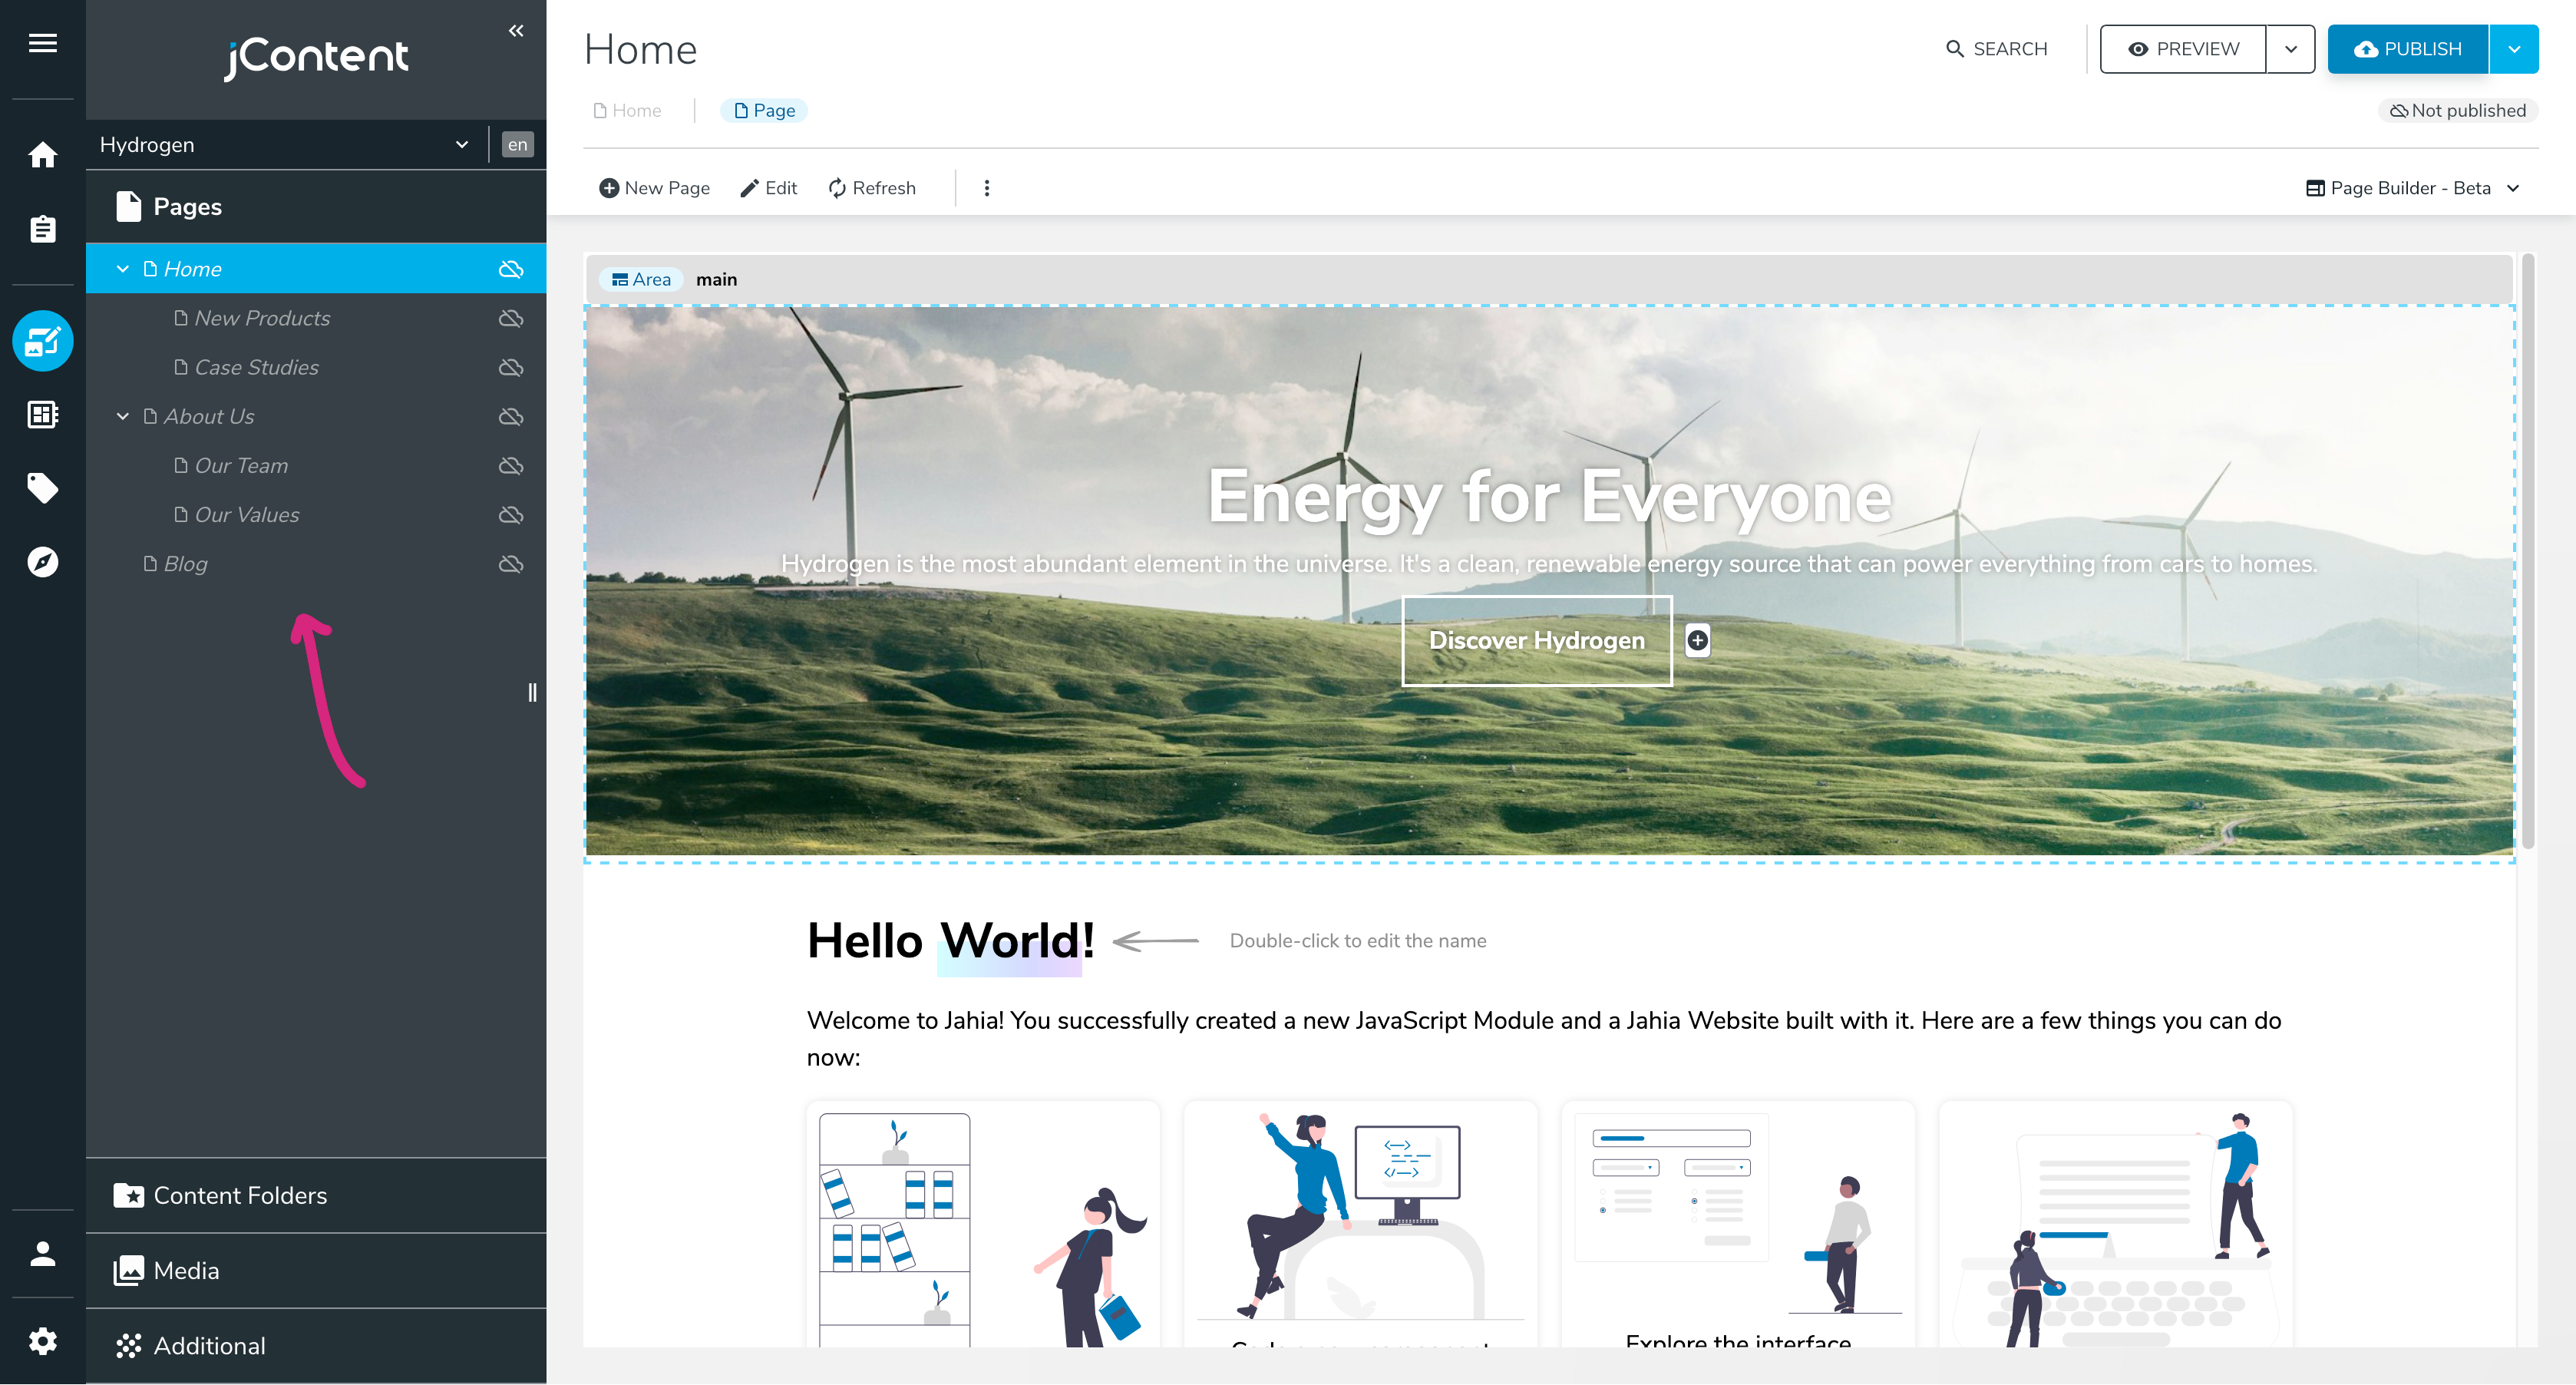 jContent
Hydrogen
en
Pages
Home
New Products
Case Studies
About Us
Our Team
Our Values
Blog
Content Folders
Media
Additional
Home
SEARCH
PREVIEW
PUBLISH
Home
Page
Not published
New Page
Edit
Refresh
Page Builder - Beta
Area
main
Energy for Everyone
Hydrogen is the most abundant element in the universe. It's a clean, renewable energy source that can power everything from cars to homes.
Discover Hydrogen
Hello World!
Double-click to edit the name
Welcome to Jahia! You successfully created a new JavaScript Module and a Jahia Website built with it. Here are a few things you can do
now:
Explore the interface